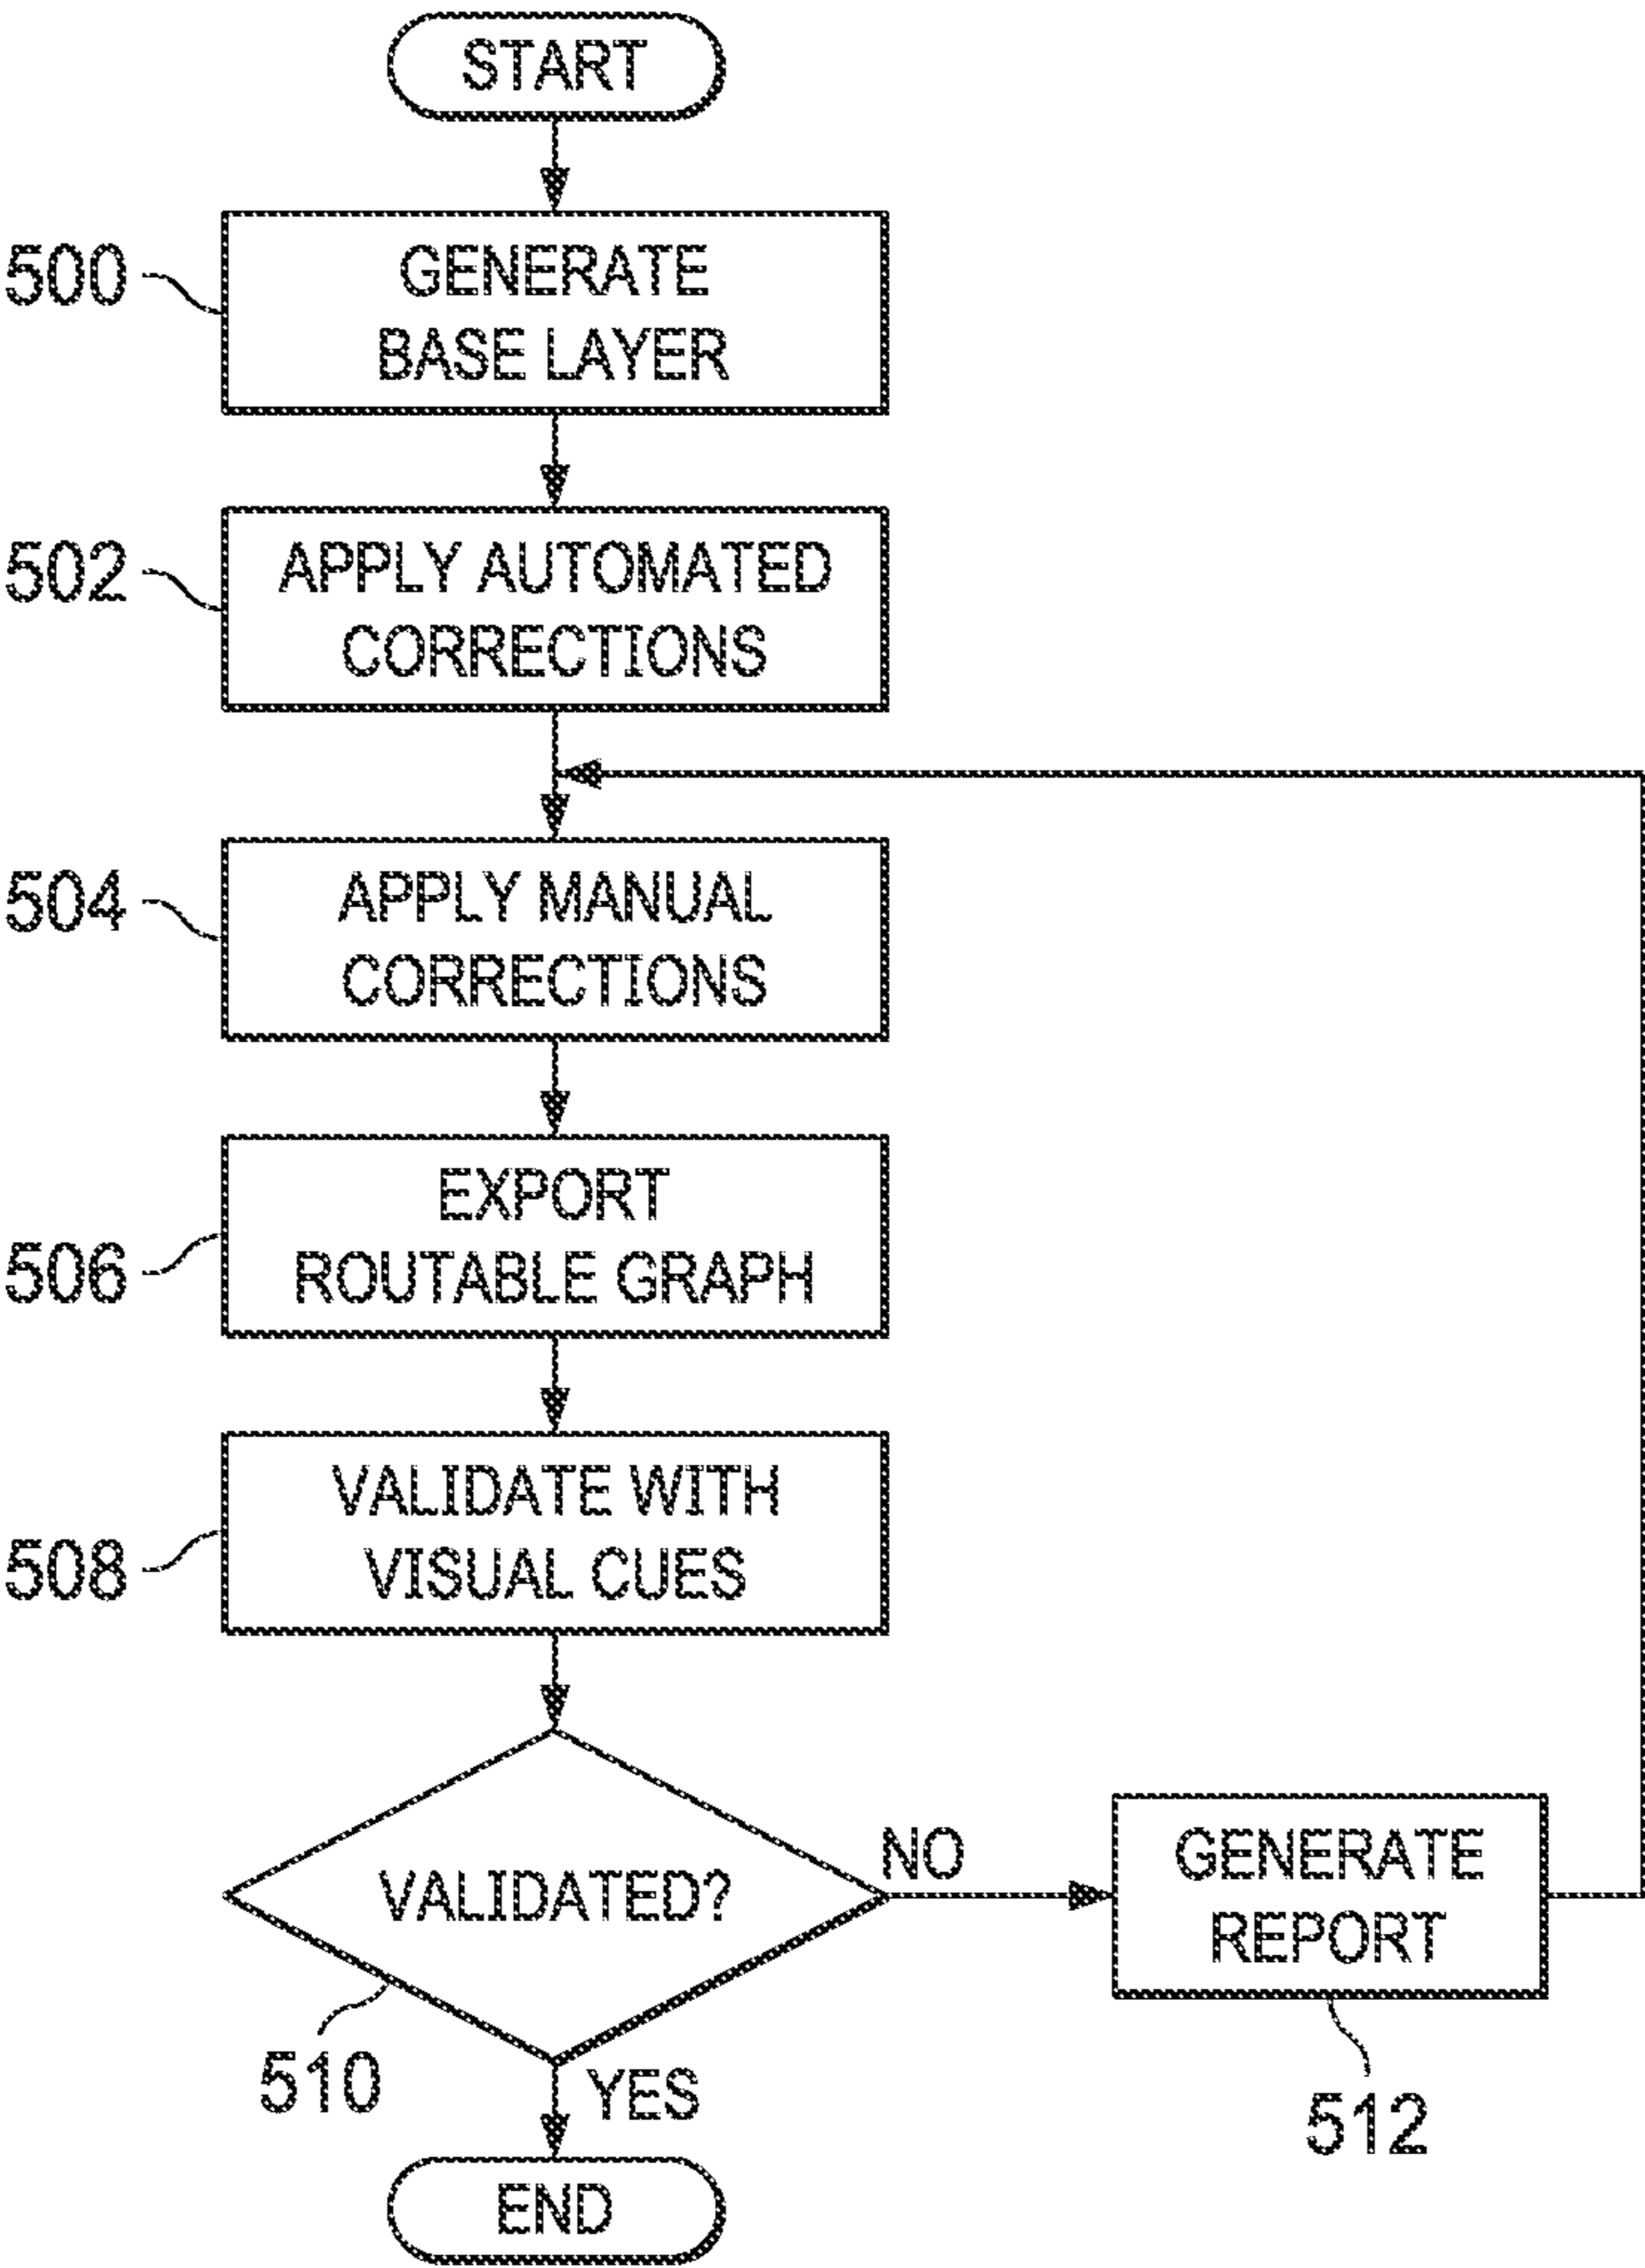 START
500
GENERATE
BASE LAYER
502
APPLY AUTOMATED
CORRECTIONS
504
APPLY MANUAL
CORRECTIONS
506
EXPORT
ROUTABLE GRAPH
508
VALIDATE WITH
VISUAL CUES
510
VALIDATED?
NO
GENERATE
REPORT
512
YES
END